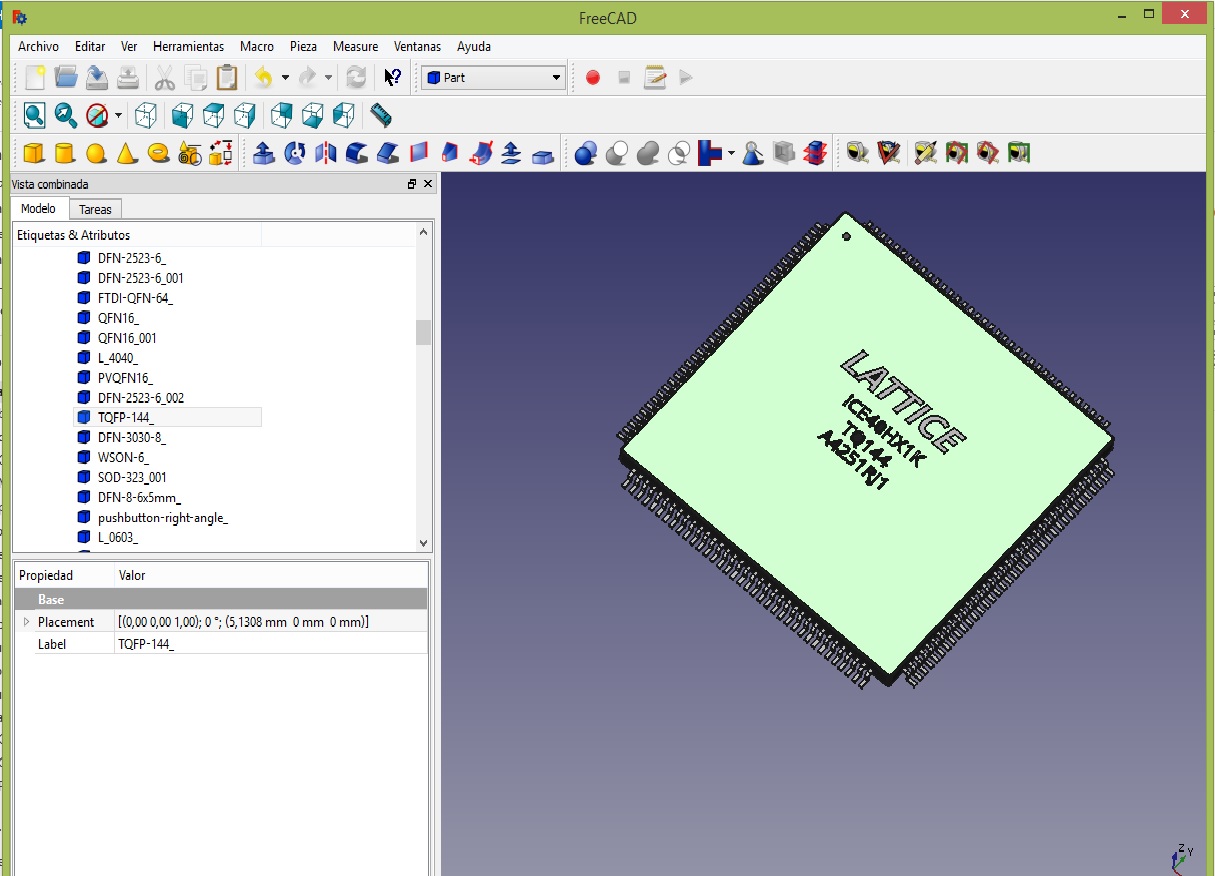 FreeCAD
Archivo Editar Ver Herramientas Macro Pieza Measure Ventanas Ayuda
Part
Vista combinada
Modelo Tareas
Etiquetas & Atributos
DFN-2523-6_
DFN-2523-6_001
FTDI-QFN-64_
QFN16_
QFN16_001
L_4040_
PVQFN16_
DFN-2523-6_002
TQFP-144_
DFN-3030-8_
WSON-6_
SOD-323_001
DFN-8-6x5mm_
pushbutton-right-angle_
L_0603_
Propiedad Valor
Base
Placement [(0,00 0,00 1,00); 0 °; (5,1308 mm 0 mm 0 mm)]
Label TQFP-144_
LATTICE
ICE40HX1K
TQ144
A4251RJ1
Z Y